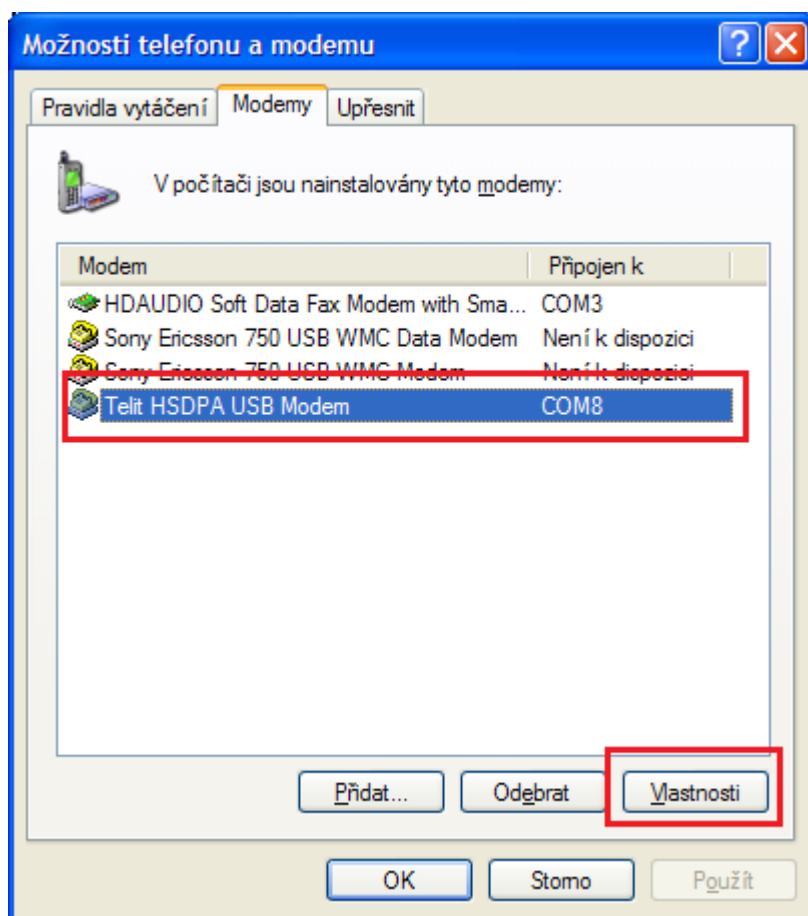 Možnosti telefonu a modemu
Pravidla vytáčení Modemy Upřesnit
V počítači jsou nainstalovány tyto modemy:
Modem Připojen k
HDAUDIO Soft Data Fax Modem with Sma... COM3
Sony Ericsson 750 USB WMC Data Modem Není k dispozici
Sony Ericsson 750 USB WMC Modem Není k dispozici
Telit HSDPA USB Modem COM8
Přidat... Odebrat Vlastnosti
OK Storno Použít